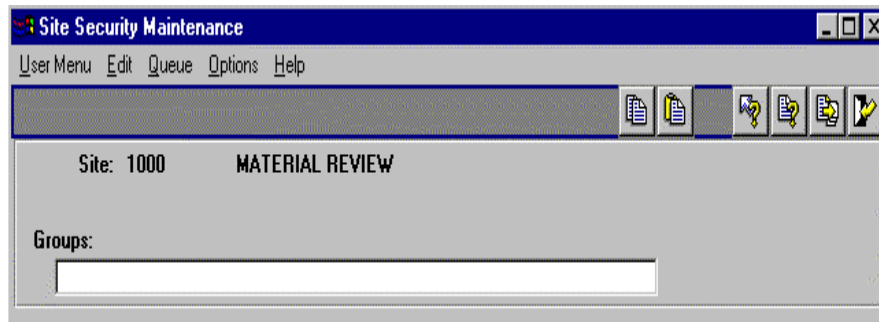 Site Security Maintenance
User Menu Edit Queue Options Help
Site: 1000 MATERIAL REVIEW
Groups: